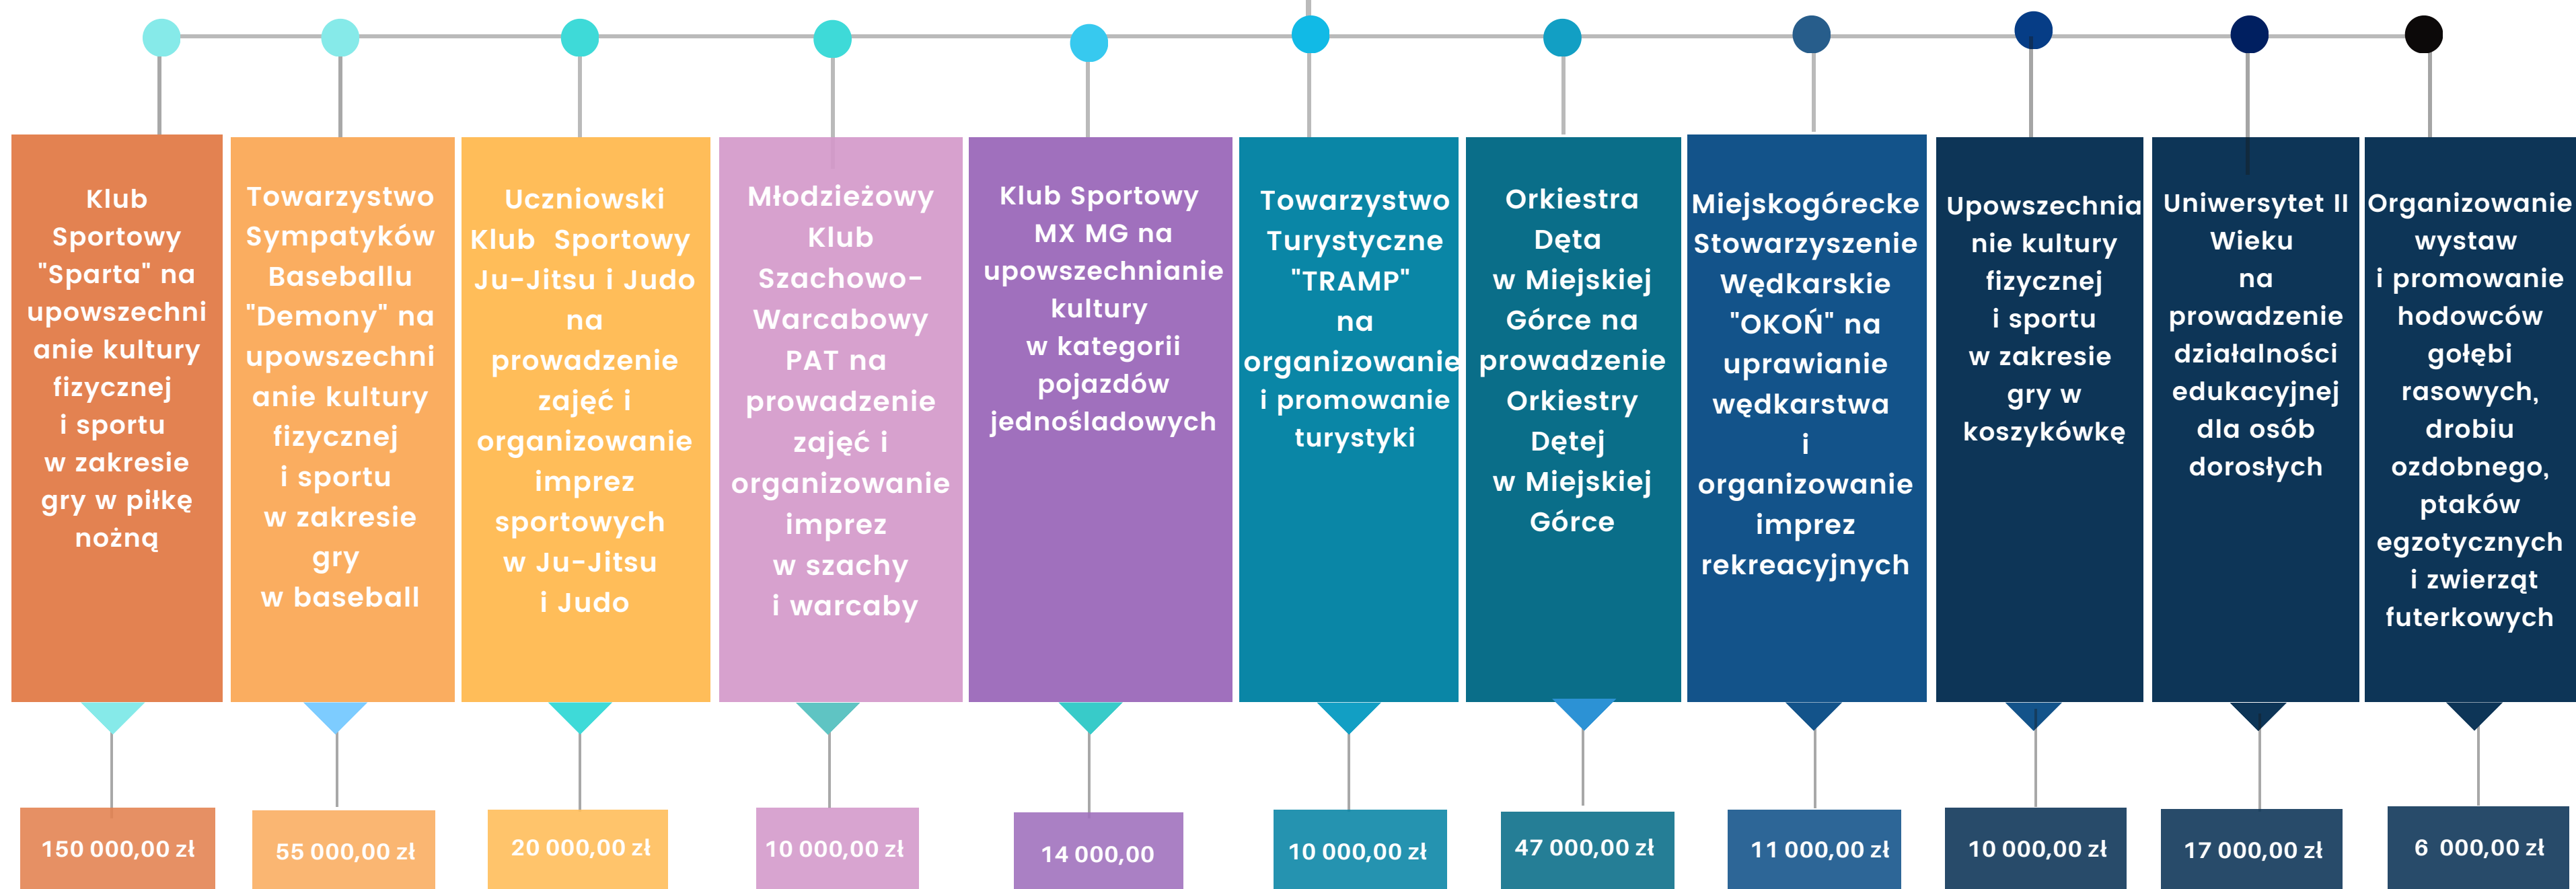 Klub
Sportowy
"Sparta" na
upowszechni
anie kultury
fizycznej
i sportu
w zakresie
gry w piłkę
nożną
150 000,00 zł
Towarzystwo
Sympatyków
Baseballu
"Demony" na
upowszechni
anie kultury
fizycznej
i sportu
w zakresie
gry
w baseball
55 000,00 zł
Uczniowski
Klub  Sportowy
Ju-Jitsu i Judo
na
prowadzenie
zajęć i
organizowanie
imprez
sportowych
w Ju-Jitsu
i Judo
20 000,00 zł
Młodzieżowy
Klub
Szachowo-
Warcabowy
PAT na
prowadzenie
zajęć i
organizowanie
imprez
w szachy
i warcaby
10 000,00 zł
Klub Sportowy
MX MG na
upowszechnianie
kultury
w kategorii
pojazdów
jednośladowych
14 000,00
Towarzystwo
Turystyczne
"TRAMP"
na
organizowanie
i promowanie
turystyki
10 000,00 zł
Orkiestra
Dęta
w Miejskiej
Górce na
prowadzenie
Orkiestry
Dętej
w Miejskiej
Górce
47 000,00 zł
Miejskogórecke
Stowarzyszenie
Wędkarskie
"OKOŃ" na
uprawianie
wędkarstwa
i
organizowanie
imprez
rekreacyjnych
11 000,00 zł
Upowszechnia
nie kultury
fizycznej
i sportu
w zakresie
gry w
koszykówkę
10 000,00 zł
Uniwersytet II
Wieku
na
prowadzenie
działalności
edukacyjnej
dla osób
dorosłych
17 000,00 zł
Organizowanie
wystaw
i promowanie
hodowców
gołębi
rasowych,
drobiu
ozdobnego,
ptaków
egzotycznych
i zwierząt
futerkowych
6  000,00 zł